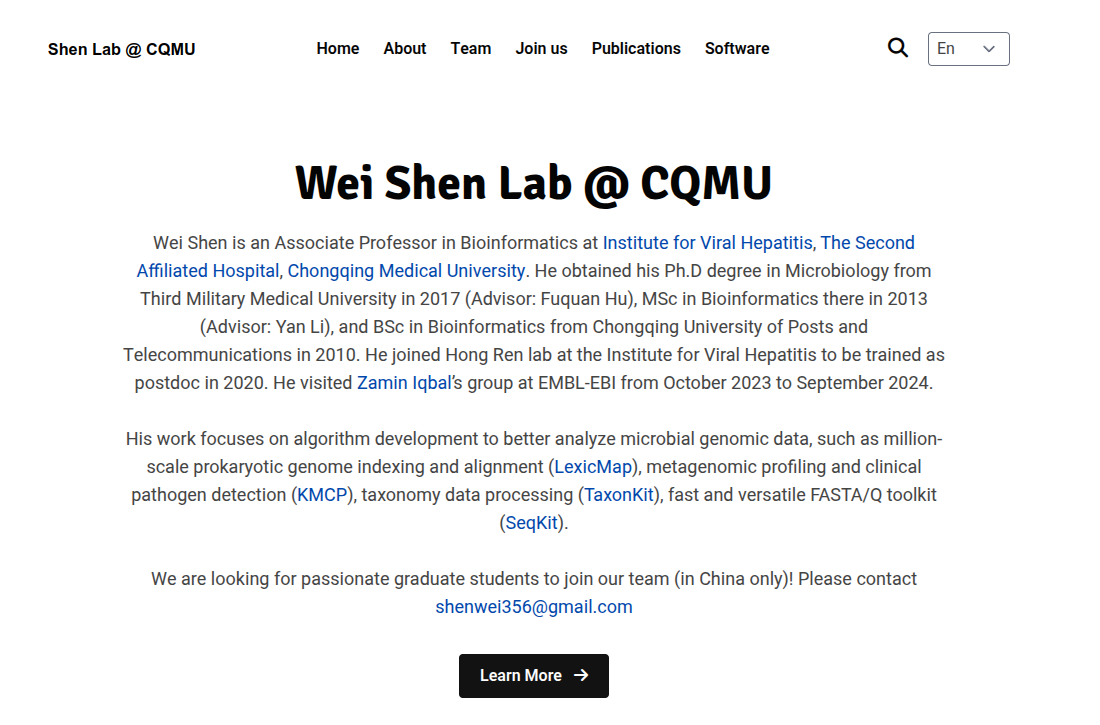 Shen Lab @ CQMU
Home About Team Join us Publications Software
En
Wei Shen Lab @ CQMU
Wei Shen is an Associate Professor in Bioinformatics at Institute for Viral Hepatitis, The Second
Affiliated Hospital, Chongqing Medical University. He obtained his Ph.D degree in Microbiology from
Third Military Medical University in 2017 (Advisor: Fuquan Hu), MSc in Bioinformatics there in 2013
(Advisor: Yan Li), and BSc in Bioinformatics from Chongqing University of Posts and
Telecommunications in 2010. He joined Hong Ren lab at the Institute for Viral Hepatitis to be trained as
postdoc in 2020. He visited Zamin Iqbal's group at EMBL-EBI from October 2023 to September 2024.
His work focuses on algorithm development to better analyze microbial genomic data, such as million-
scale prokaryotic genome indexing and alignment (LexicMap), metagenomic profiling and clinical
pathogen detection (KMCP), taxonomy data processing (TaxonKit), fast and versatile FASTA/Q toolkit
(SeqKit).
We are looking for passionate graduate students to join our team (in China only)! Please contact
shenwei356@gmail.com
Learn More →